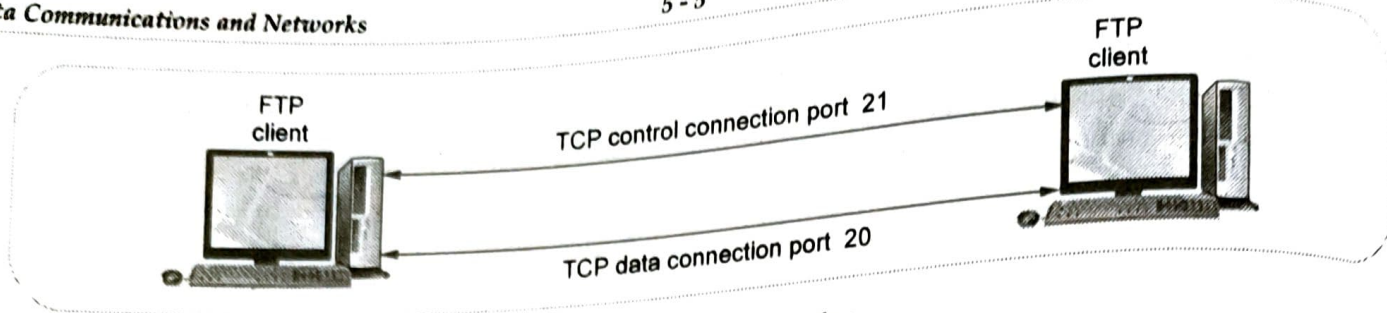 Communications and Networks
5 - 5
FTP
client
FTP
client
TCP control connection port 21
TCP data connection port 20